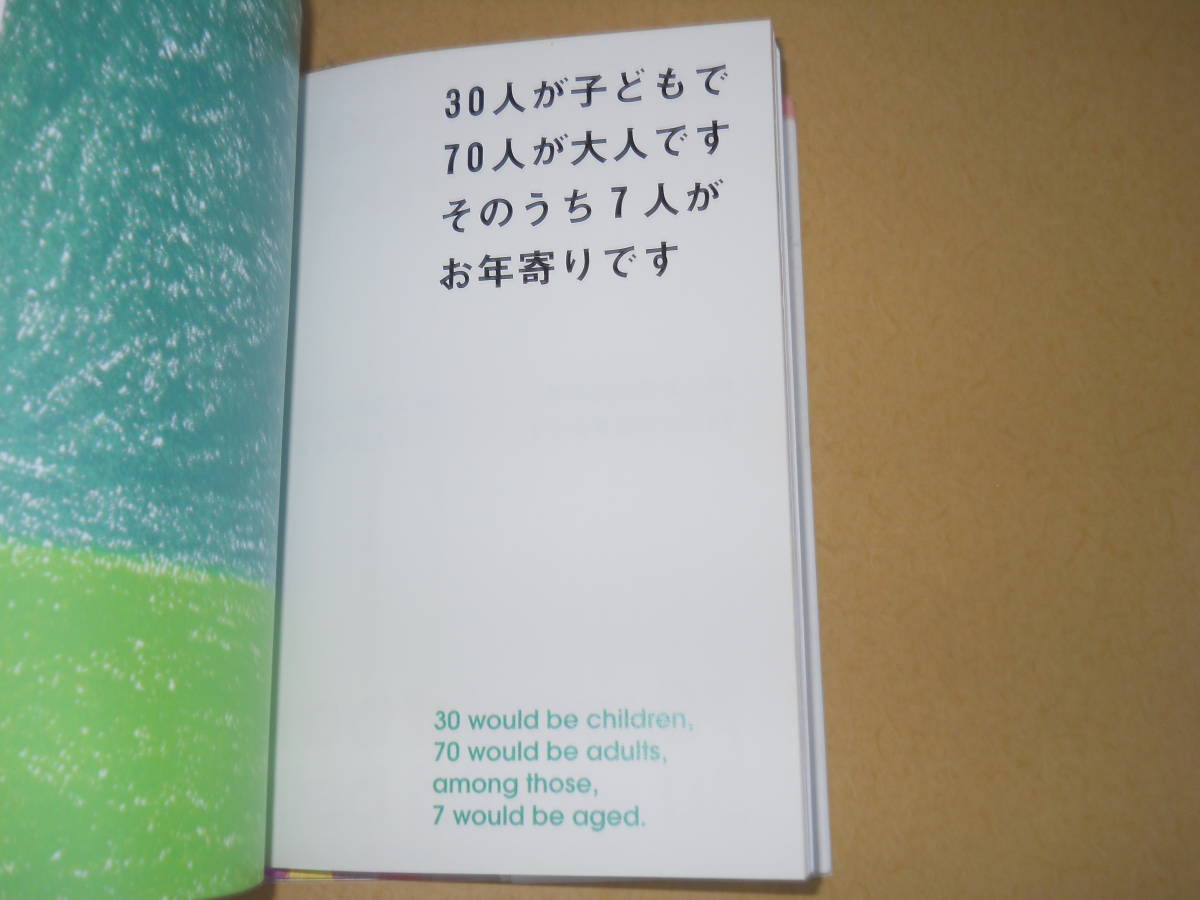 30人が子どもで
70人が大人です
そのうち7人が
お年寄りです
30 would be children,
70 would be adults,
among those,
7 would be aged.